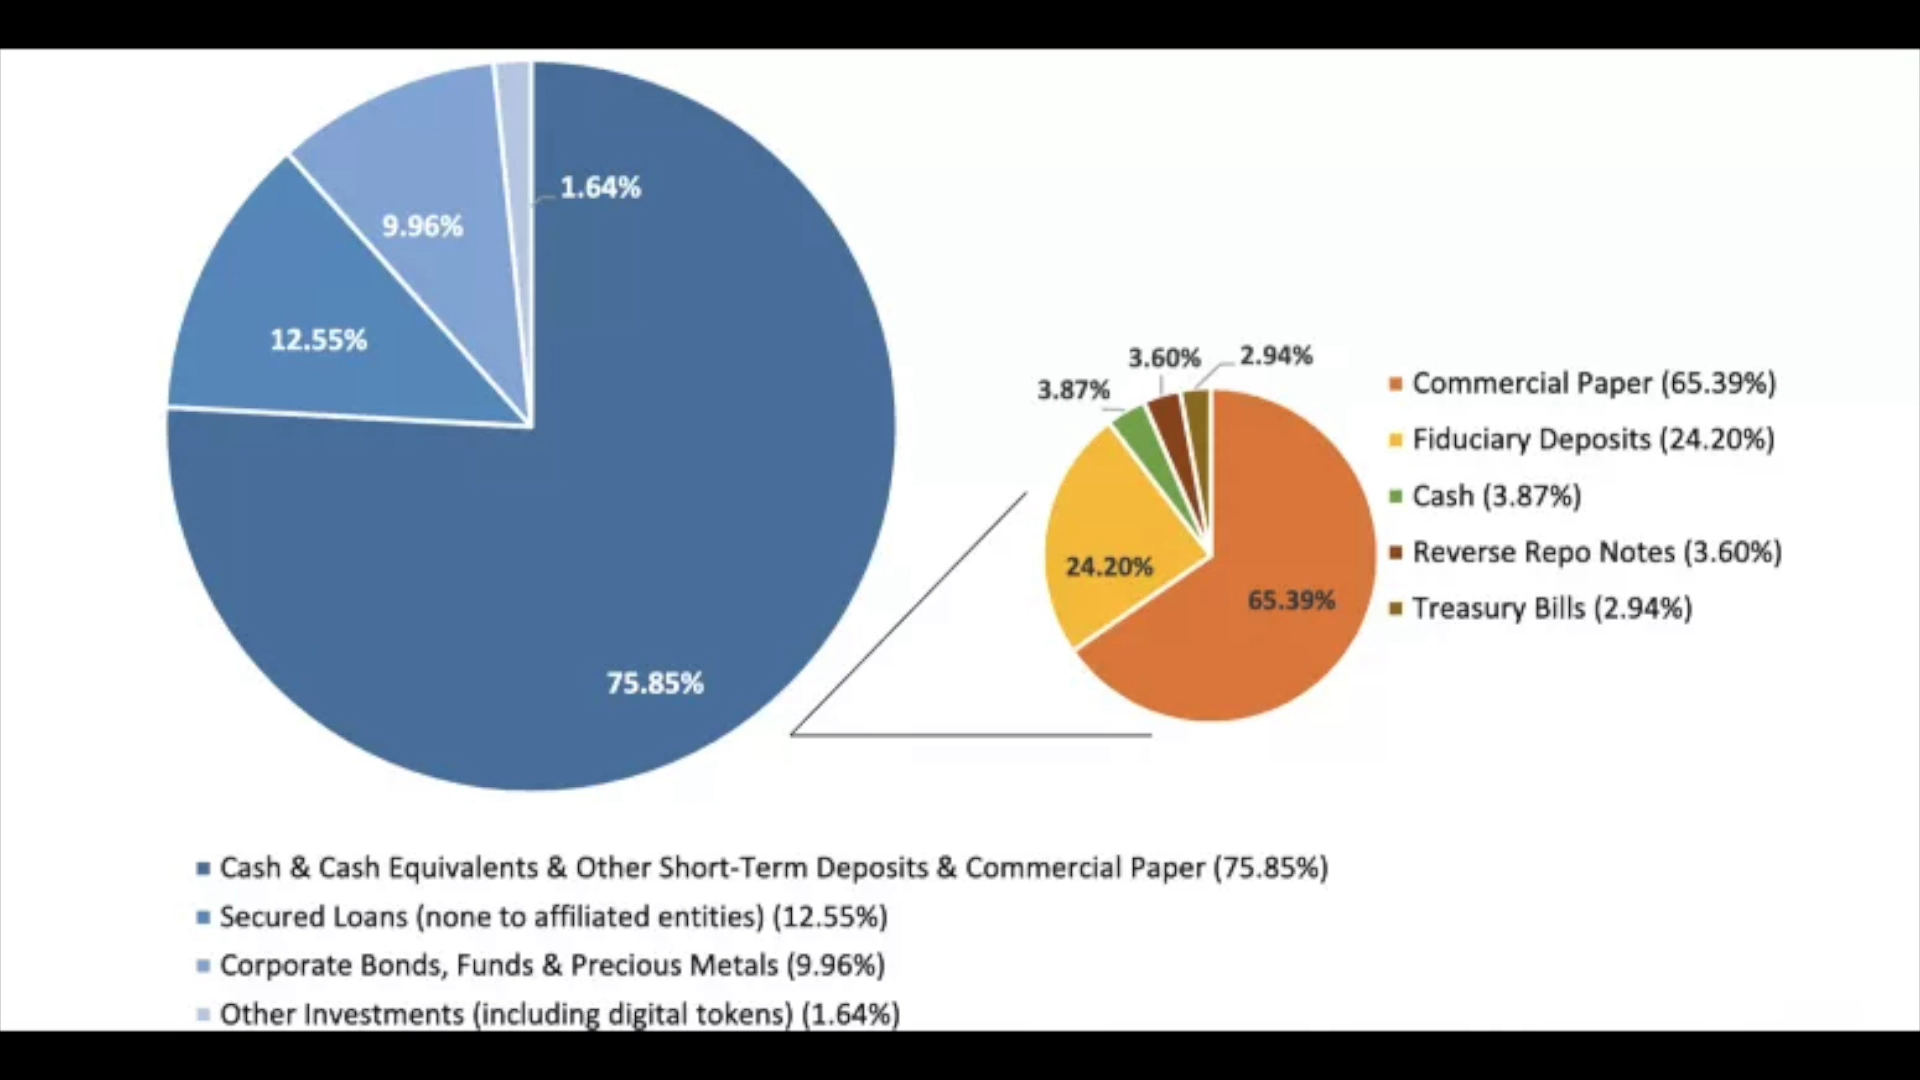 1.64%
9.96%
12.55%
75.85%
3.87%
3.60%
2.94%
24.20%
65.39%
Commercial Paper (65.39%)
Fiduciary Deposits (24.20%)
Cash (3.87%)
Reverse Repo Notes (3.60%)
Treasury Bills (2.94%)
Cash & Cash Equivalents & Other Short-Term Deposits & Commercial Paper (75.85%)
Secured Loans (none to affiliated entities) (12.55%)
Corporate Bonds, Funds & Precious Metals (9.96%)
Other Investments (including digital tokens) (1.64%)